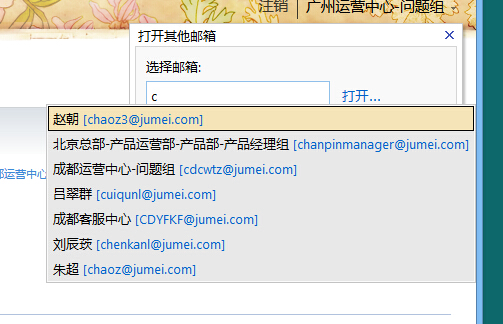 注销 广州运营中心-问题组
打开其他邮箱
选择邮箱:
c 打开...
赵朝 [chaoz3@jumei.com]
北京总部-产品运营部-产品部-产品经理组 [chanpinmanager@jumei.com]
成都运营中心-问题组 [cdcwtz@jumei.com]
运营中心
吕翠群 [cuiqunl@jumei.com]
成都客服中心 [CDYFKF@jumei.com]
刘辰莰 [chenkanl@jumei.com]
朱超 [chaoz@jumei.com]